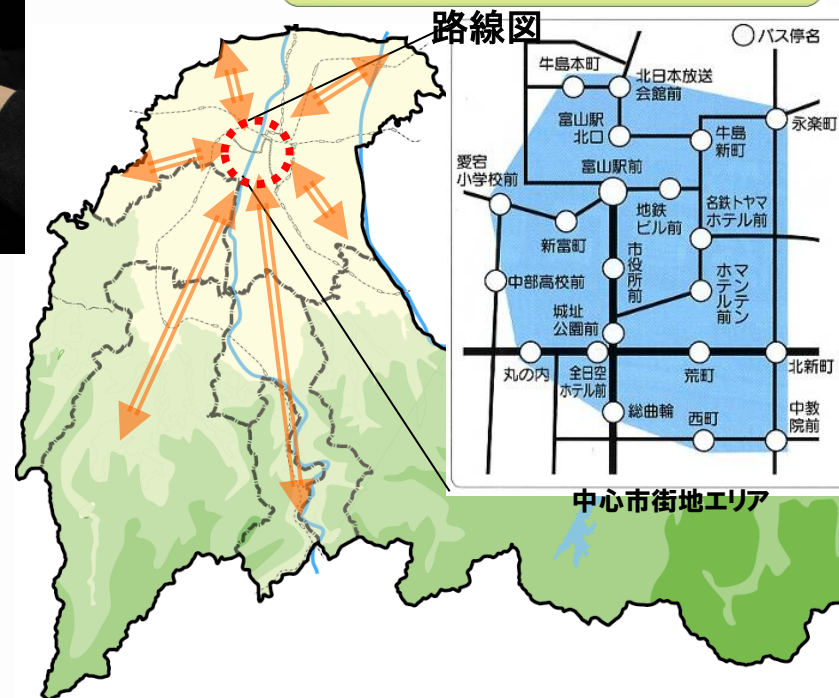 路線図
バス停名
牛島本町
北日本放送
会館前
富山駅
北口
牛島
新町
永楽町
愛宕
小学校前
富山駅前
地鉄
ビル前
名鉄トヤマ
ホテル前
新富町
市役所前
中部高校前
マンテン
ホテル前
城址
公園前
丸の内
全日空
ホテル前
荒町
北新町
総曲輪
西町
中教
院前
中心市街地エリア